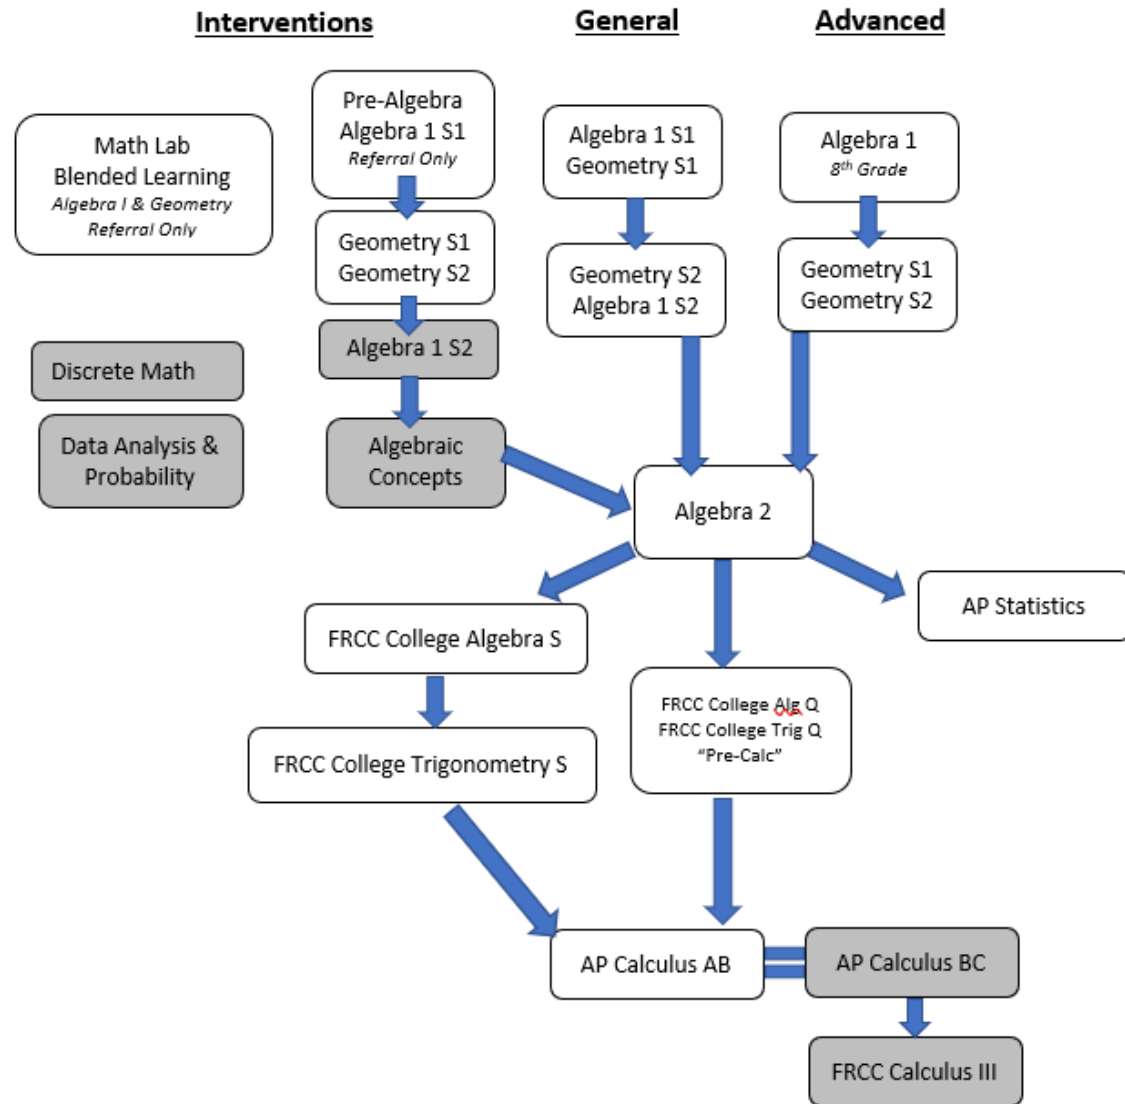 Interventions
General
Advanced
Math Lab
Blended Learning
Algebra I & Geometry
Referral Only
Pre-Algebra
Algebra 1 S1
Referral Only
Algebra 1 S1
Geometry S1
Algebra 1
8th Grade
Geometry S1
Geometry S2
Geometry S2
Algebra 1 S2
Geometry S1
Geometry S2
Discrete Math
Algebra 1 S2
Data Analysis &
Probability
Algebraic
Concepts
Algebra 2
FRCC College Algebra S
AP Statistics
FRCC College Trigonometry S
FRCC College Alg Q
FRCC College Trig Q
“Pre-Calc”
AP Calculus AB
AP Calculus BC
FRCC Calculus III